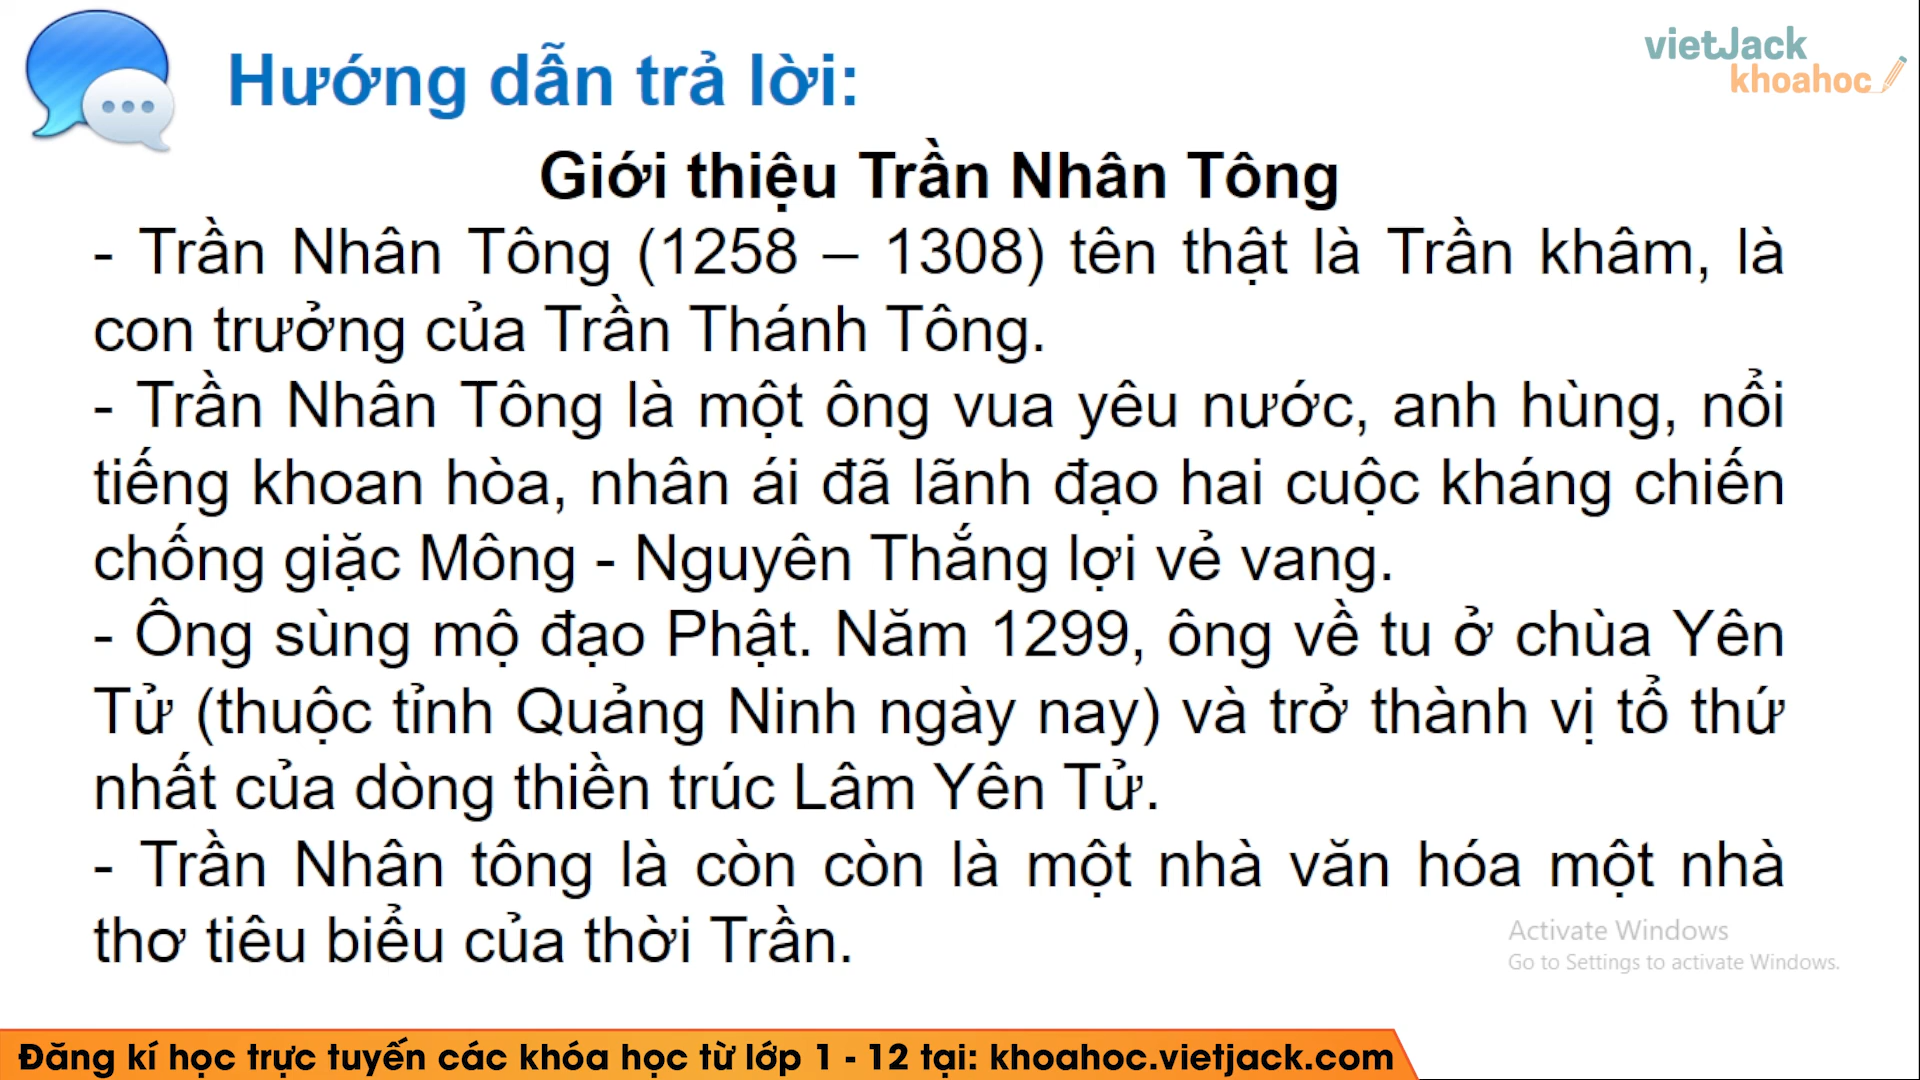 vietJack
khoahoc
Hướng dẫn trả lời:
Giới thiệu Trần Nhân Tông
- Trần Nhân Tông (1258 – 1308) tên thật là Trần khâm, là
con trưởng của Trần Thánh Tông.
- Trần Nhân Tông là một ông vua yêu nước, anh hùng, nổi
tiếng khoan hòa, nhân ái đã lãnh đạo hai cuộc kháng chiến
chống giặc Mông - Nguyên Thắng lợi vẻ vang.
- Ông sùng mộ đạo Phật. Năm 1299, ông về tu ở chùa Yên
Tử (thuộc tỉnh Quảng Ninh ngày nay) và trở thành vị tổ thứ
nhất của dòng thiền trúc Lâm Yên Tử.
- Trần Nhân tông là còn còn là một nhà văn hóa một nhà
thơ tiêu biểu của thời Trần.
Activate Windows
Go to Settings to activate Windows.
Đăng kí học trực tuyến các khóa học từ lớp 1 - 12 tại: khoahoc.vietjack.com